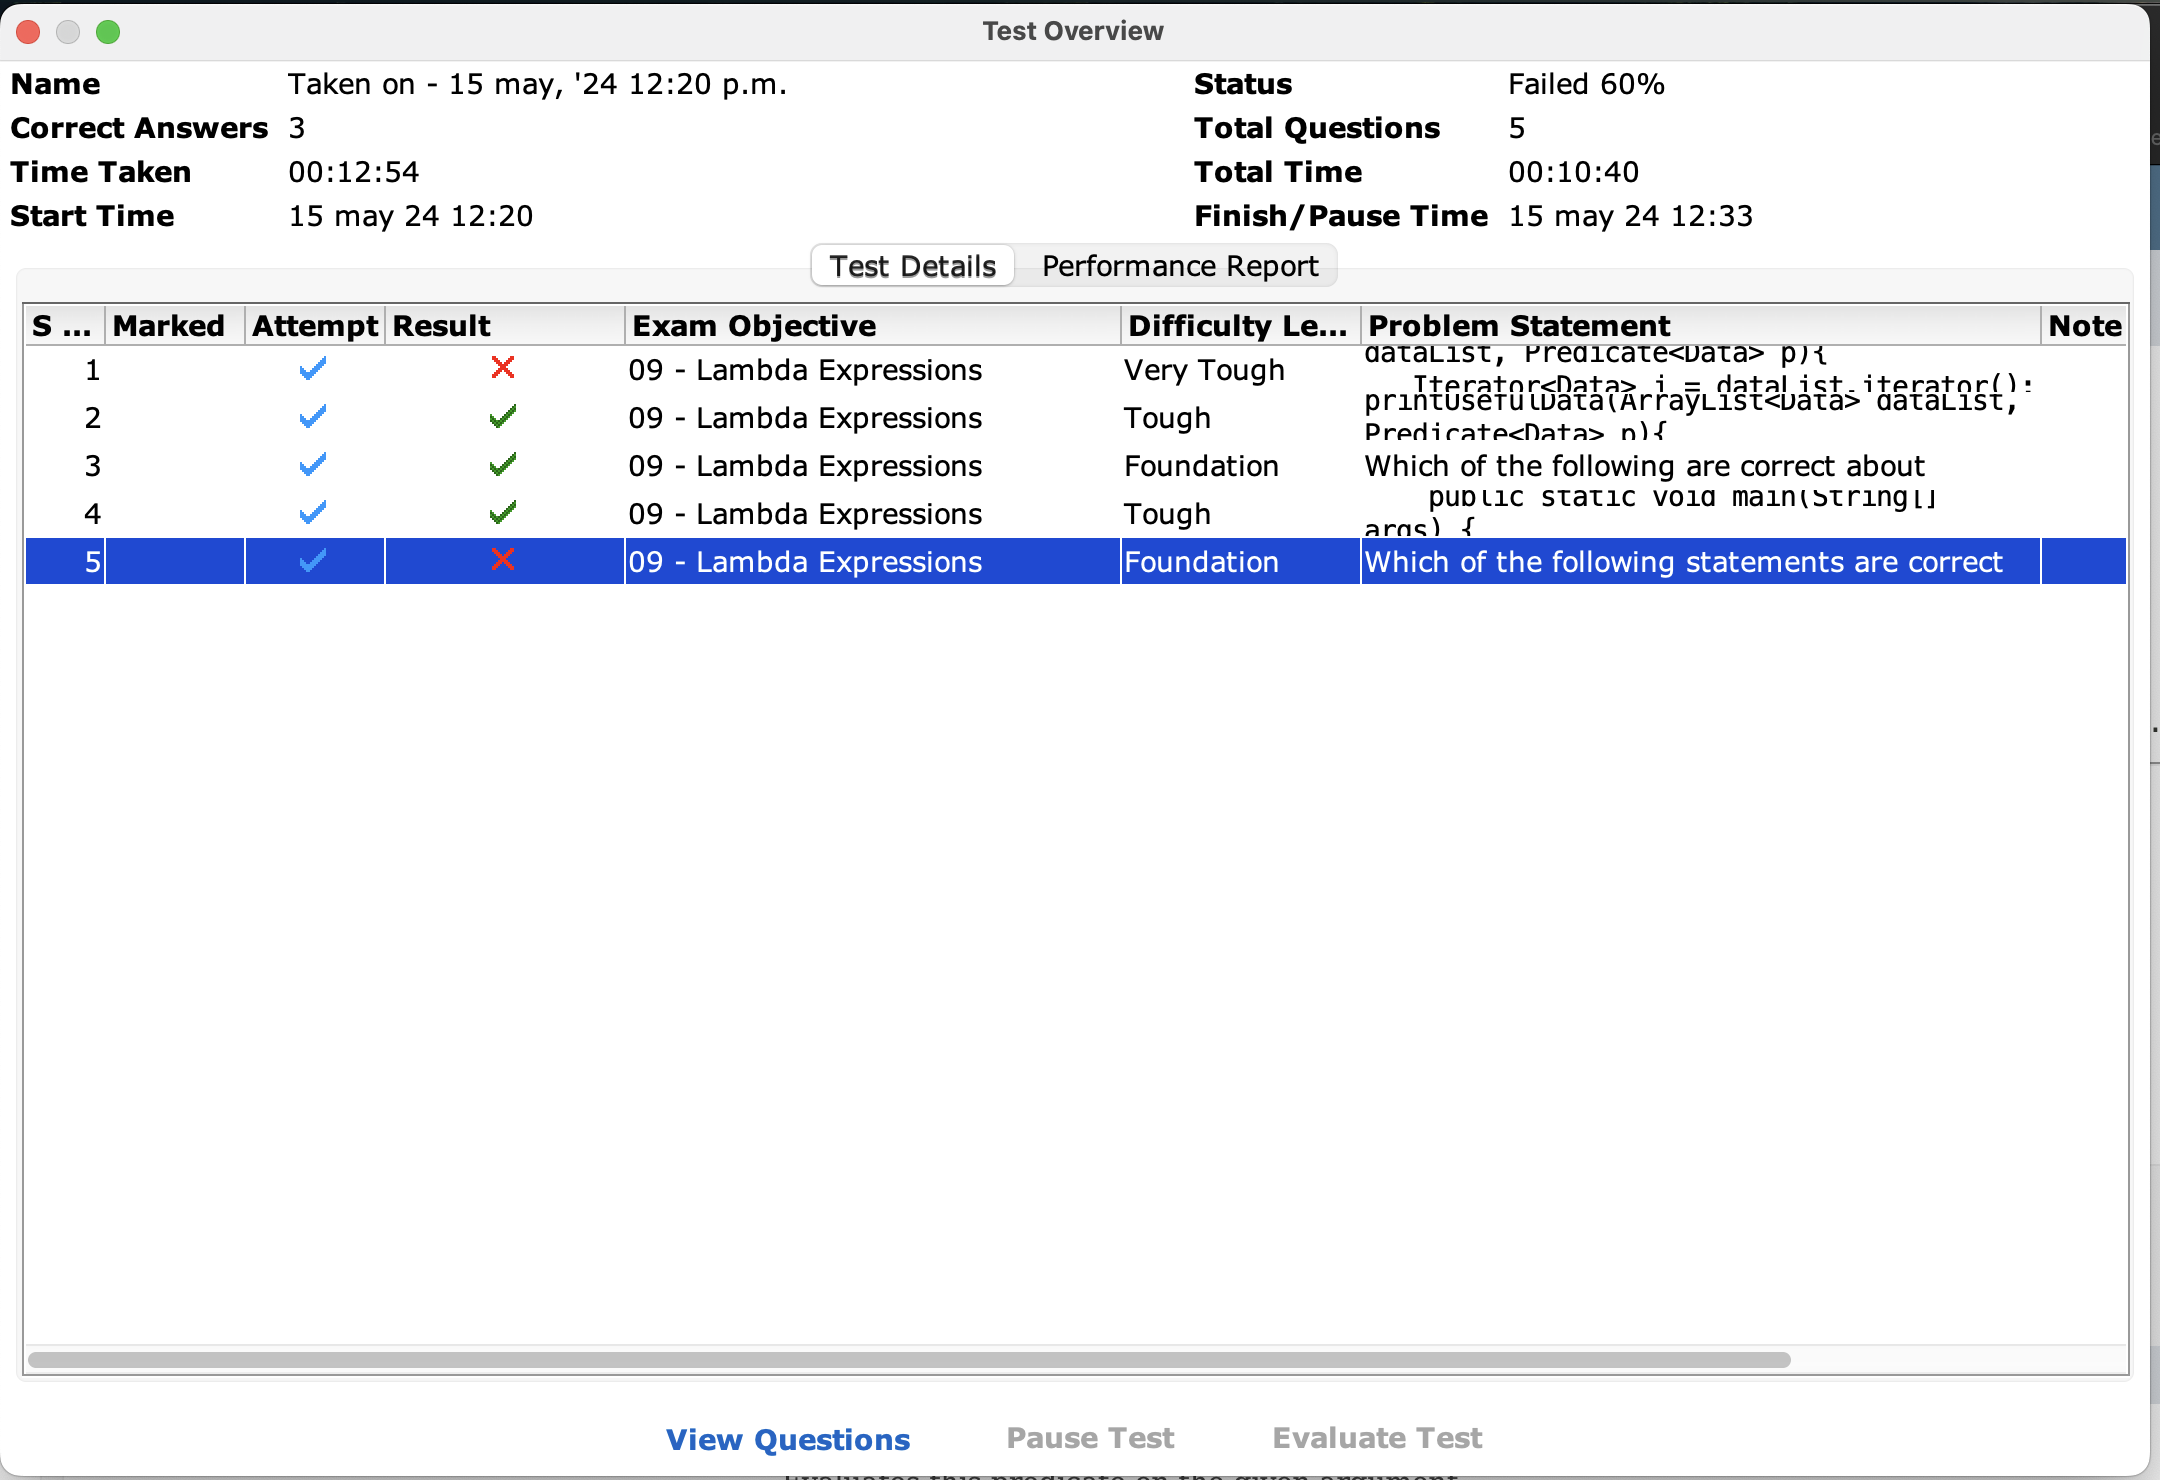 Test Overview
Name Taken on - 15 may, '24 12:20 p.m. Status Failed 60%
Correct Answers 3 Total Questions 5
Time Taken 00:12:54 Total Time 00:10:40
Start Time 15 may 24 12:20 Finish/Pause Time 15 may 24 12:33
Test Details Performance Report
S ... Marked Attempt Result Exam Objective Difficulty Le... Problem Statement Note
1 09 - Lambda Expressions Very Tough dataList, Predicate<Data> p){
Iterator<Data> i = dataList.iterator();
2 09 - Lambda Expressions Tough printUsefulData(ArrayList<Data> dataList,
Predicate<Data> p){
3 09 - Lambda Expressions Foundation Which of the following are correct about
4 09 - Lambda Expressions Tough public static void main(String[]
args) {
5 09 - Lambda Expressions Foundation Which of the following statements are correct
View Questions Pause Test Evaluate Test